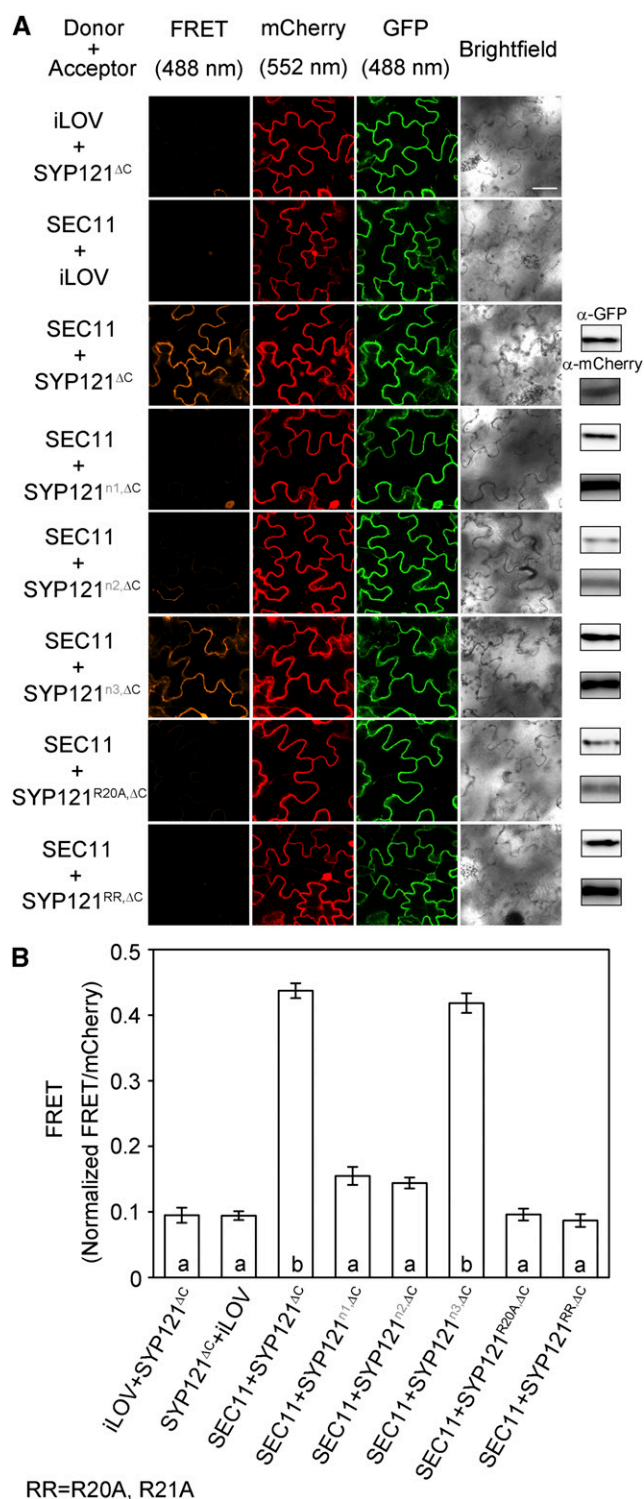 A
Donor
+
Acceptor
FRET
(488 nm)
mCherry
(552 nm)
GFP
(488 nm)
Brightfield
iLOV
+
SYP121ΔC
SEC11
+
iLOV
SEC11
+
SYP121ΔC
α-GFP
α-mCherry
SEC11
+
SYP121n1,ΔC
SEC11
+
SYP121n2,ΔC
SEC11
+
SYP121n3,ΔC
SEC11
+
SYP121R20A,ΔC
SEC11
+
SYP121RR,ΔC
B
FRET
(Normalized FRET/mCherry)
0.5
0.4
0.3
0.2
0.1
0
a
a
b
a
a
b
a
a
iLOV+SYP121ΔC
SYP121ΔC+iLOV
SEC11+SYP121ΔC
SEC11+SYP121n1,ΔC
SEC11+SYP121n2,ΔC
SEC11+SYP121n3,ΔC
SEC11+SYP121R20A,ΔC
SEC11+SYP121RR,ΔC
RR=R20A, R21A